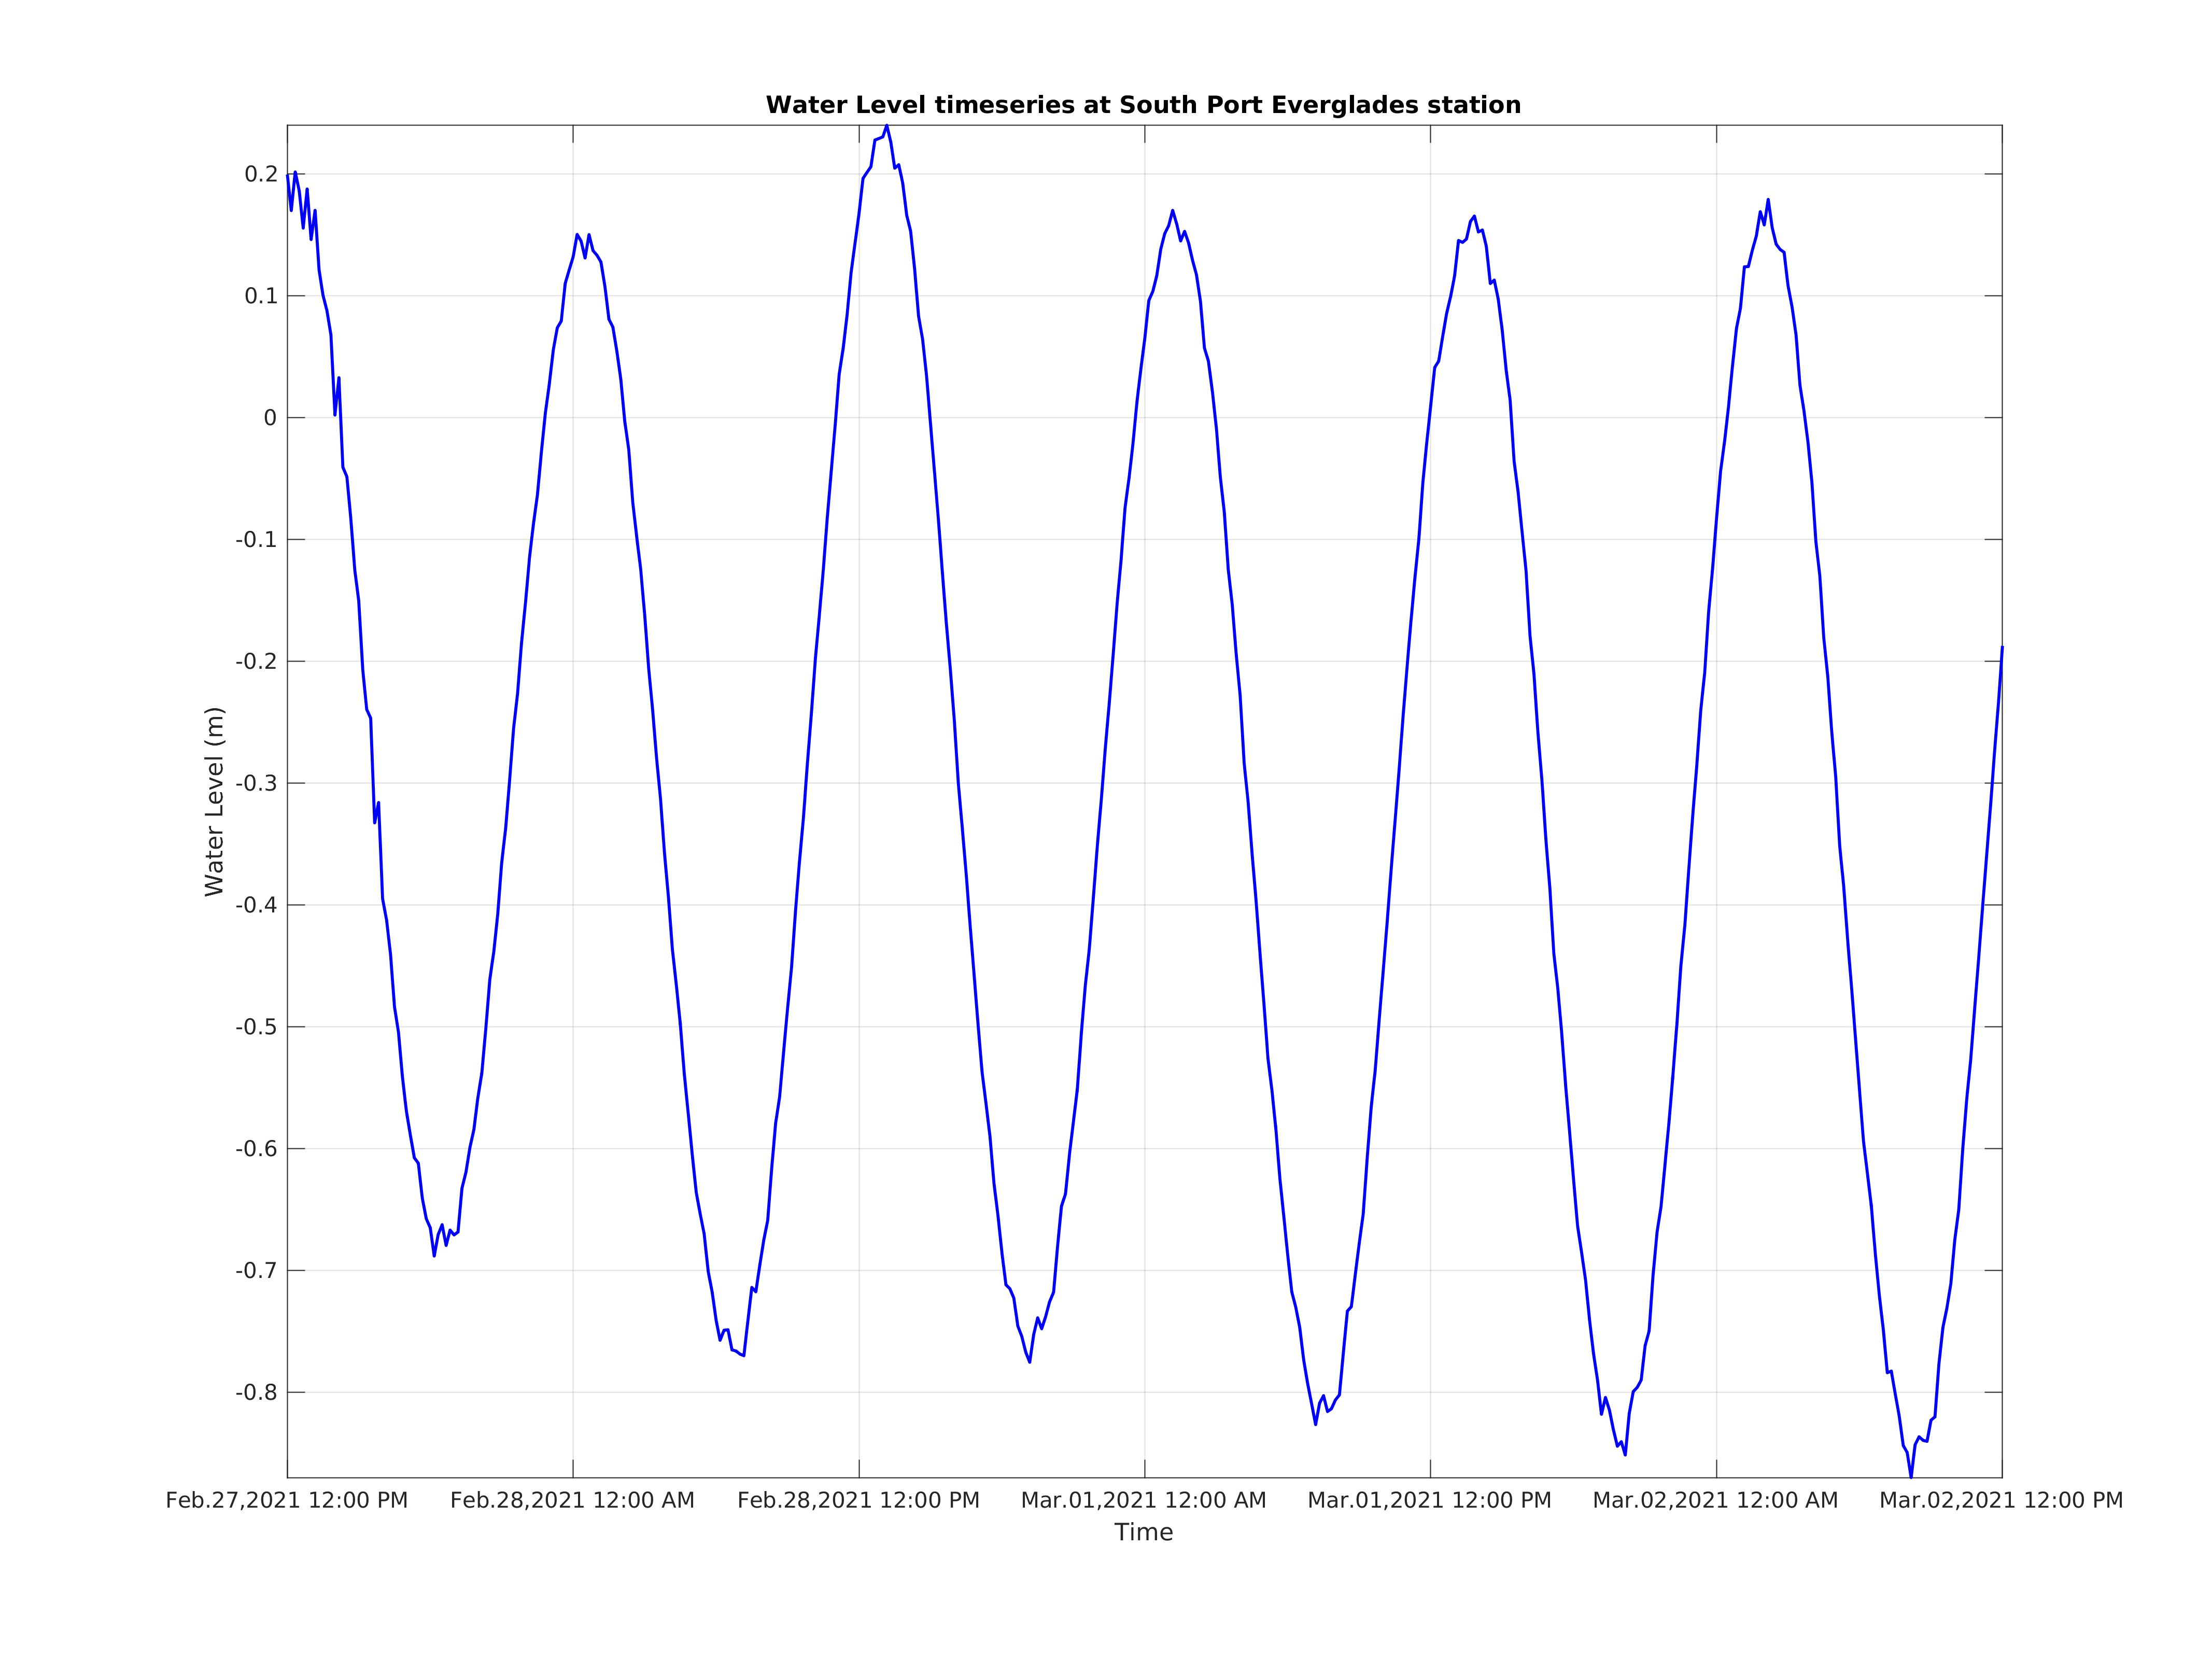 Water Level timeseries at South Port Everglades station
0.2
0.1
0
-0.1
-0.2
-0.3
-0.4
-0.5
-0.6
-0.7
-0.8
Water Level (m)
Feb.27,2021 12:00 PM Feb.28,2021 12:00 AM Feb.28,2021 12:00 PM Mar.01,2021 12:00 AM Mar.01,2021 12:00 PM Mar.02,2021 12:00 AM Mar.02,2021 12:00 PM
Time